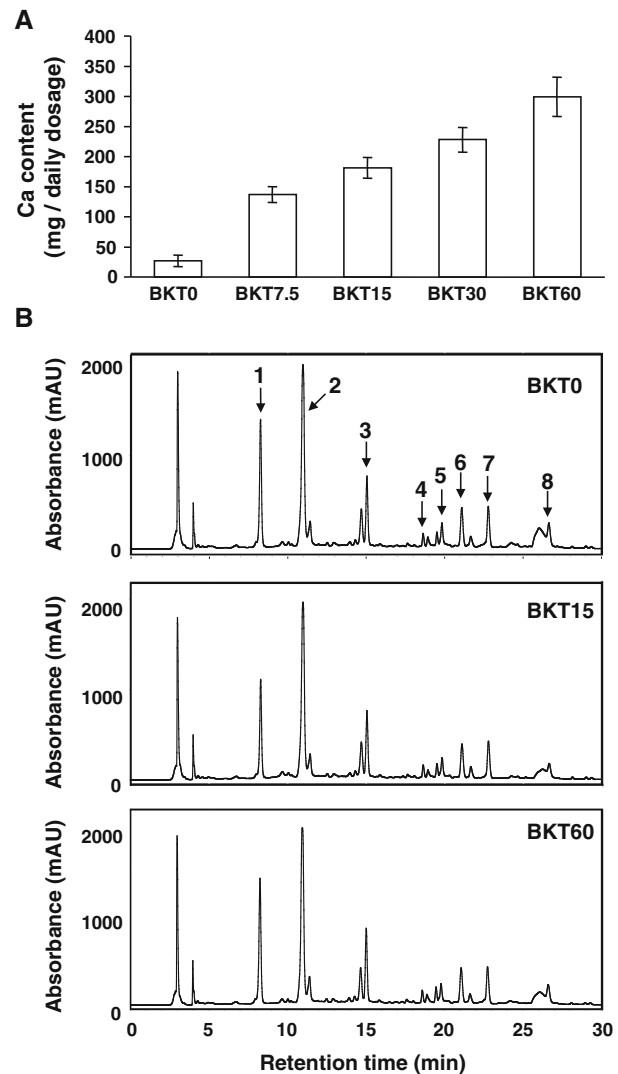 A
Ca content
(mg / daily dosage)
400
350
300
250
200
150
100
50
0
BKT0 BKT7.5 BKT15 BKT30 BKT60
B
Absorbance (mAU)
2000
1000
0
BKT0
1
2
3
4
5
6
7
8
Absorbance (mAU)
2000
1000
0
BKT15
Absorbance (mAU)
2000
1000
0
BKT60
0 5 10 15 20 25 30
Retention time (min)